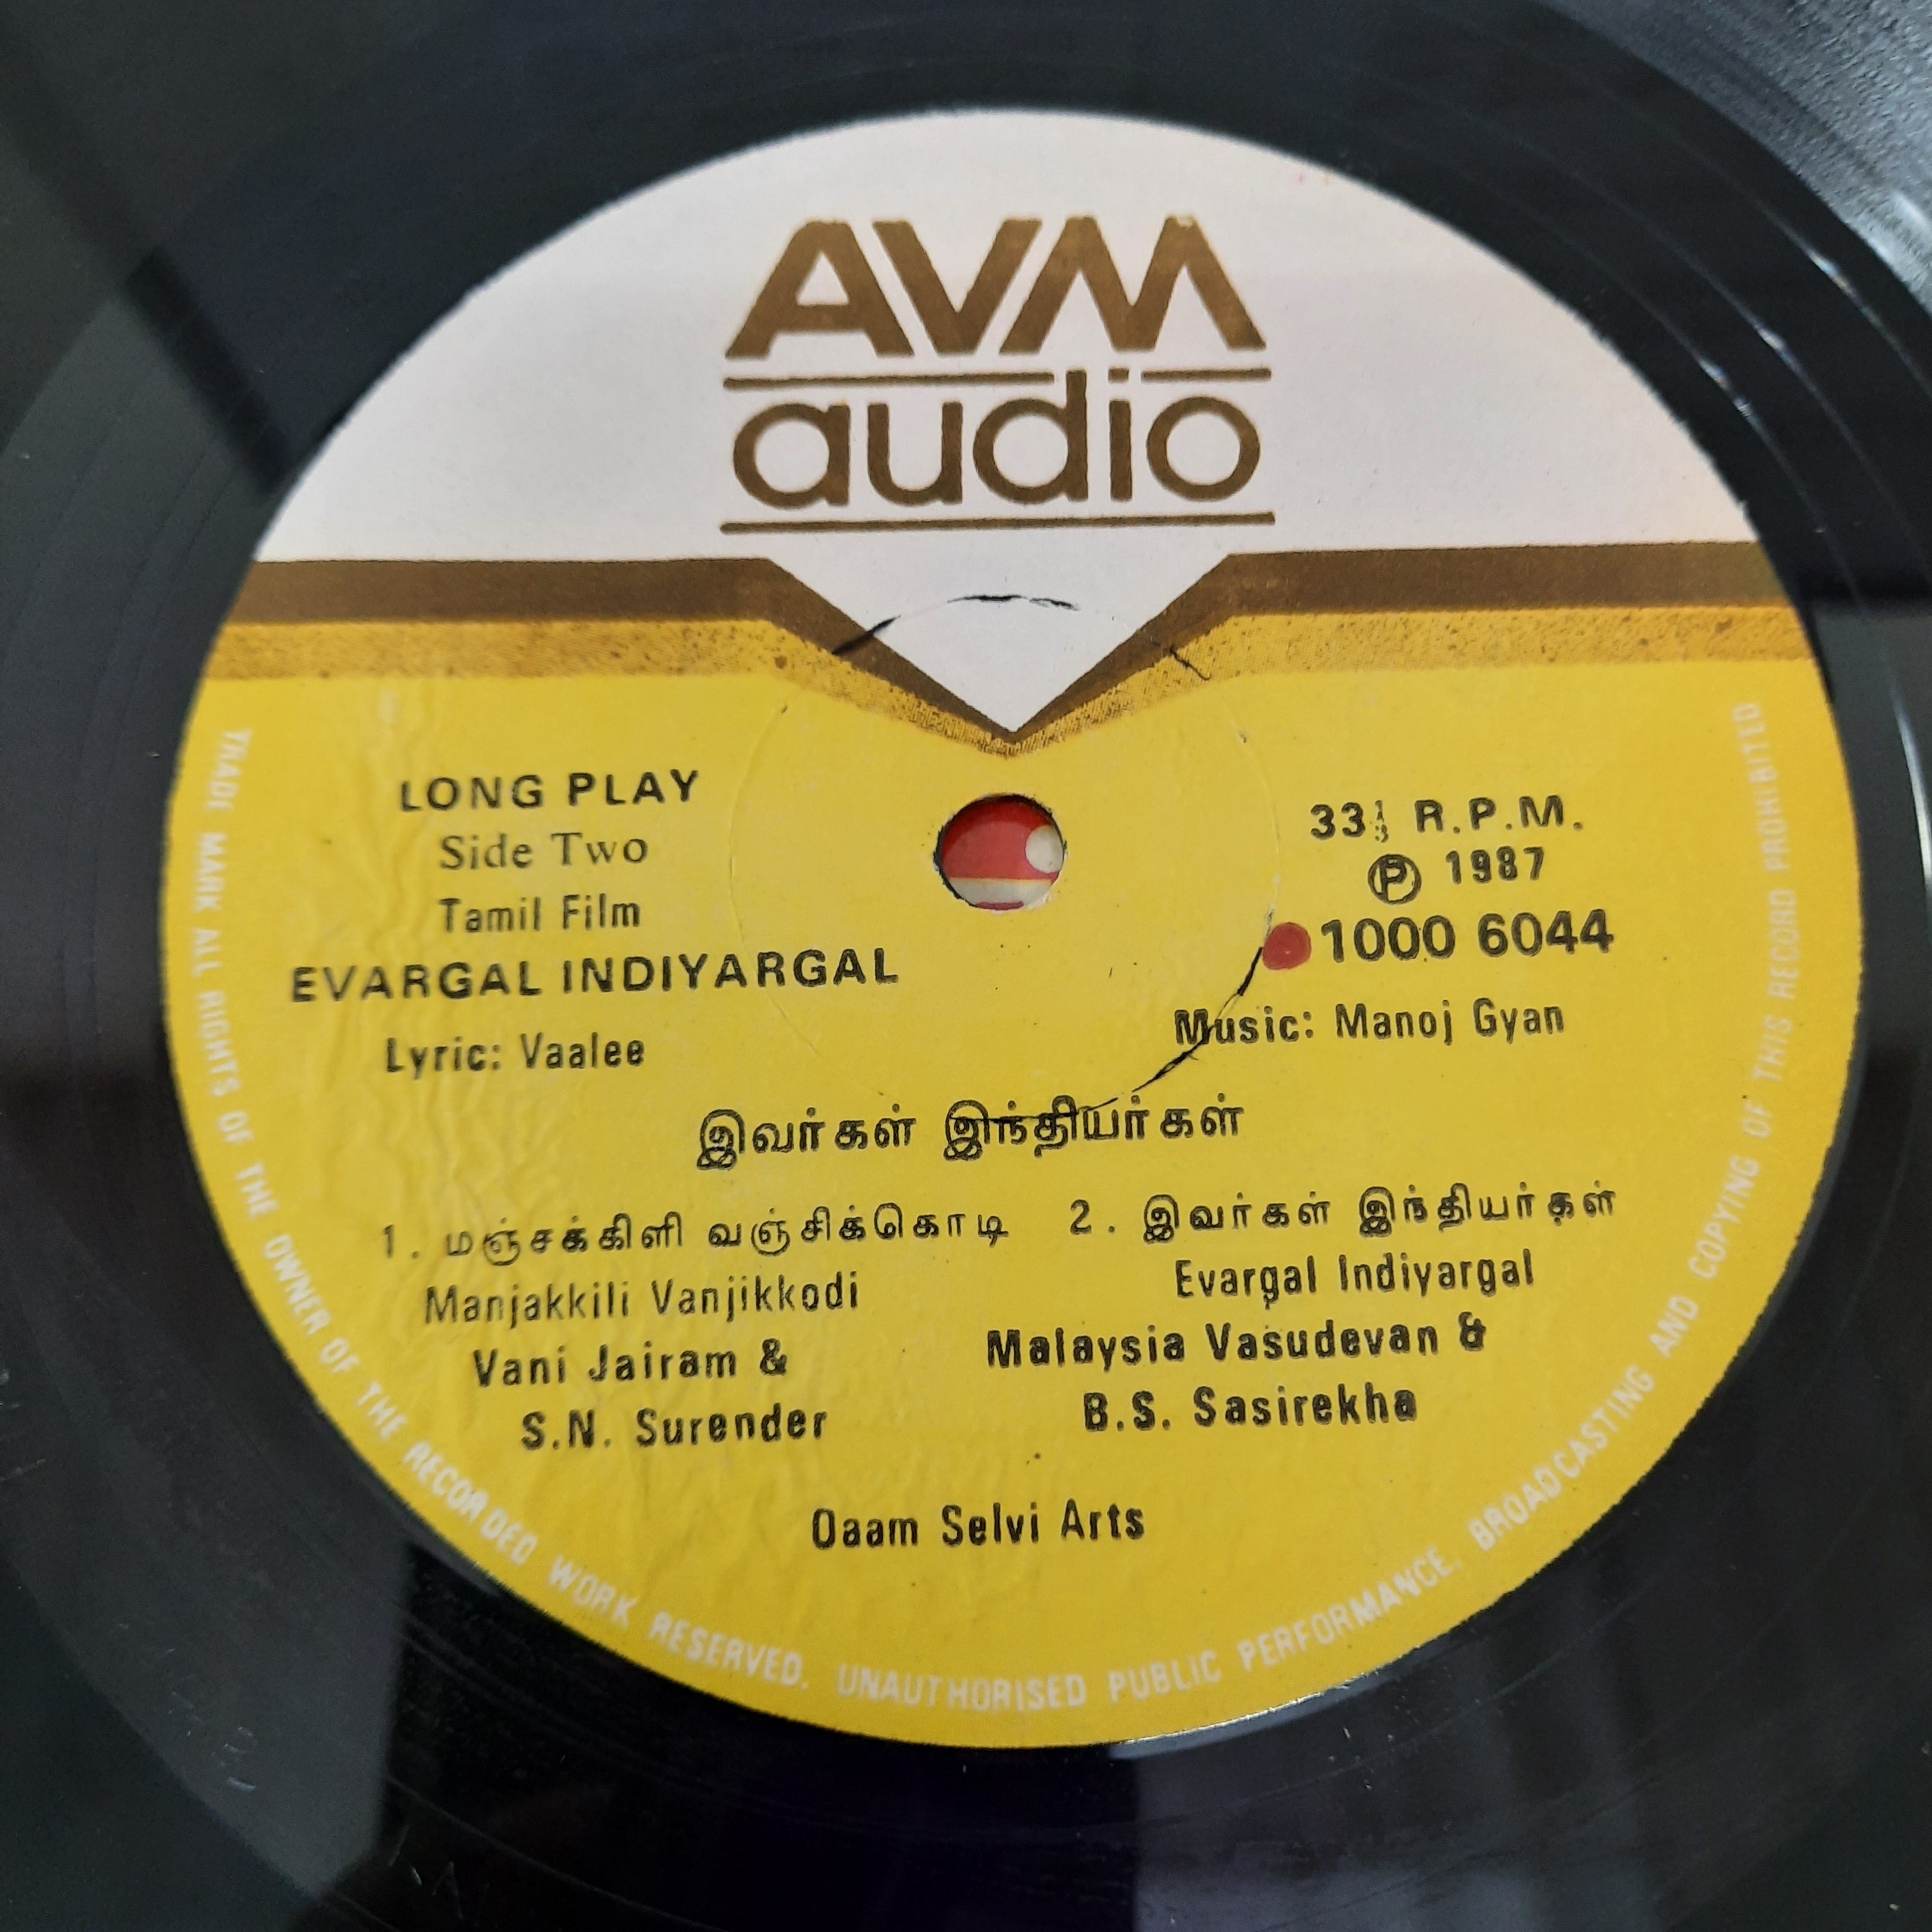 AVM
audio
LONG PLAY
Side Two
Tamil Film
EVARGAL INDIYARGAL
Lyric: Vaalee
33⅓ R.P.M.
Ⓟ 1987
1000 6044
Music: Manoj Gyan
இவர்கள் இந்தியர்கள்
1. மஞ்சக்கிளி வஞ்சிக்கொடி
Manjakkili Vanjikkodi
Vani Jairam &
S.N. Surender
2. இவர்கள் இந்தியர்கள்
Evargal Indiyargal
Malaysia Vasudevan &
B.S. Sasirekha
Oaam Selvi Arts
TRADE MARK ALL RIGHTS OF THE OWNER OF THE RECORDED WORK RESERVED. UNAUTHORISED PUBLIC PERFORMANCE, BROADCASTING AND COPYING OF THIS RECORD PROHIBITED